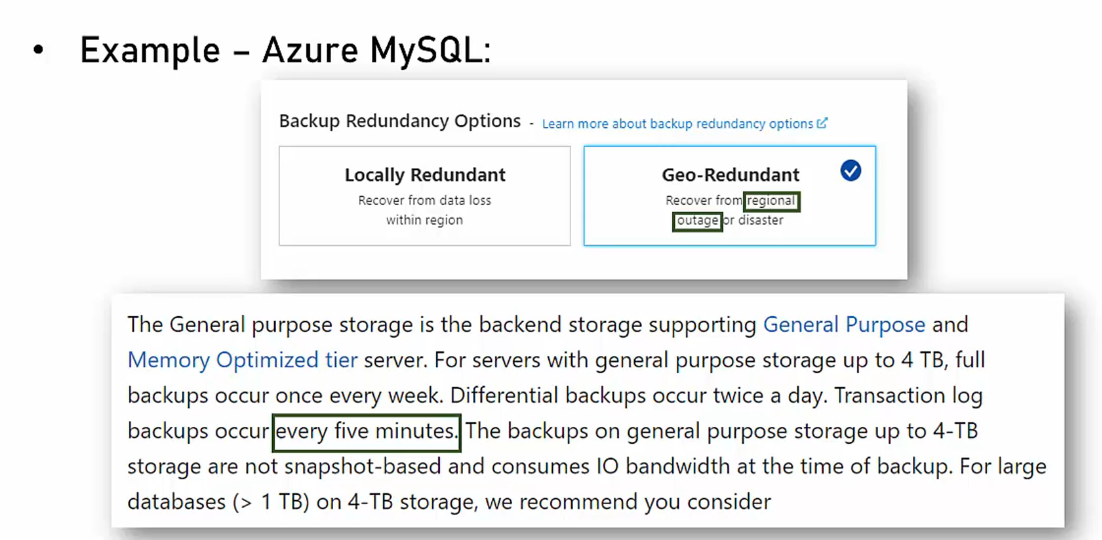 • Example – Azure MySQL:
Backup Redundancy Options - Learn more about backup redundancy options
Locally Redundant
Recover from data loss
within region
Geo-Redundant
Recover from regional
outage or disaster
The General purpose storage is the backend storage supporting General Purpose and
Memory Optimized tier server. For servers with general purpose storage up to 4 TB, full
backups occur once every week. Differential backups occur twice a day. Transaction log
backups occur every five minutes. The backups on general purpose storage up to 4-TB
storage are not snapshot-based and consumes IO bandwidth at the time of backup. For large
databases (> 1 TB) on 4-TB storage, we recommend you consider